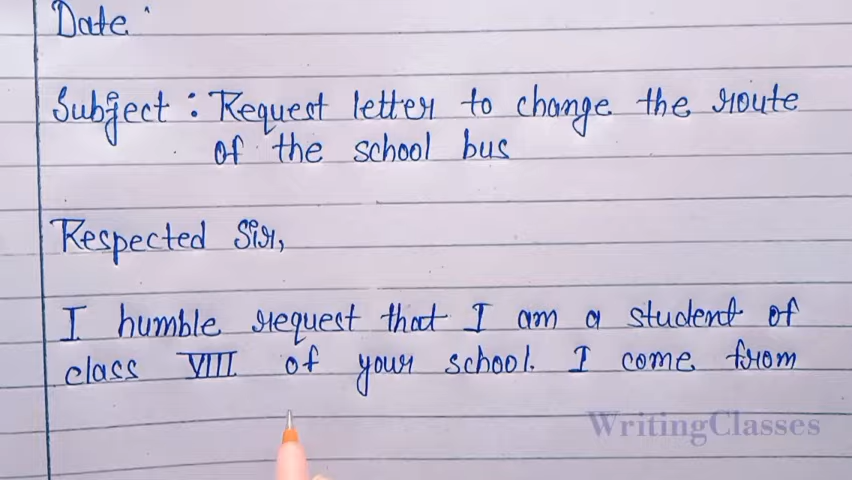 Date :
Subject : Request letter to change the route
of the school bus
Respected Sir,
I humble request that I am a student of
class VIII of your school. I come from
WritingClasses